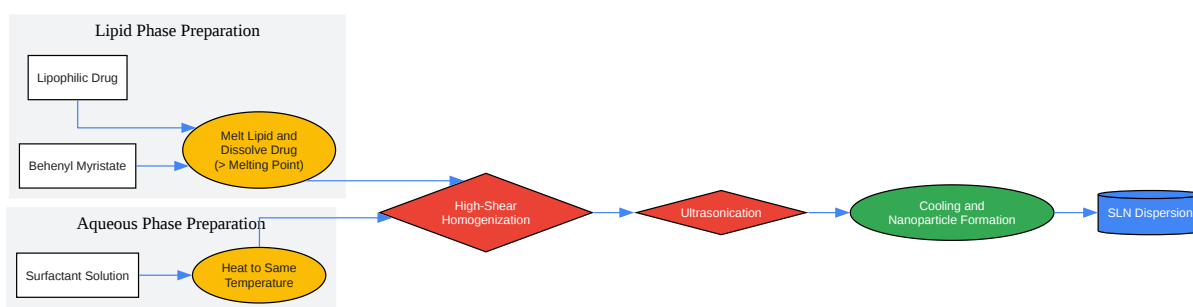 Lipid Phase Preparation
Lipophilic Drug
Behenyl Myristate
Melt Lipid and
Dissolve Drug
(> Melting Point)
Aqueous Phase Preparation
Surfactant Solution
Heat to Same
Temperature
High-Shear
Homogenization
Ultrasonication
Cooling and
Nanoparticle Formation
SLN Dispersion